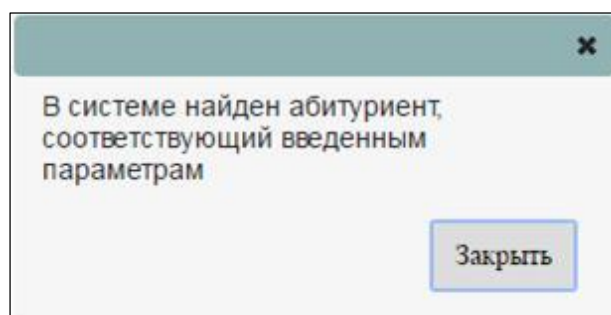 В системе найден абитуриент,
соответствующий введенным
параметрам
Закрыть